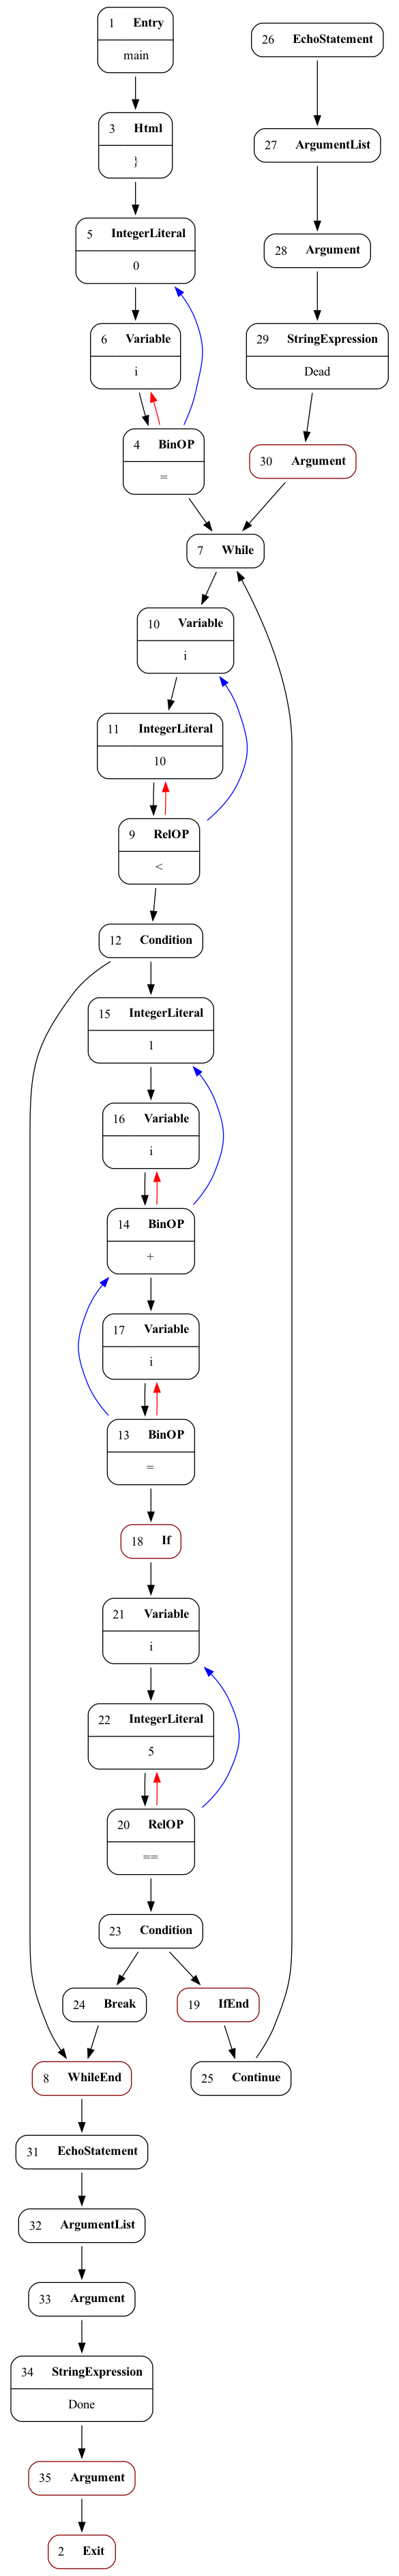 1 Entry
main
26 EchoStatement
3 Html
}
27 ArgumentList
5 IntegerLiteral
0
28 Argument
6 Variable
i
29 StringExpression
Dead
4 BinOP
=
30 Argument
7 While
10 Variable
i
11 IntegerLiteral
10
9 RelOP
<
12 Condition
15 IntegerLiteral
1
16 Variable
i
14 BinOP
+
17 Variable
i
13 BinOP
=
18 If
21 Variable
i
22 IntegerLiteral
5
20 RelOP
==
23 Condition
24 Break
19 IfEnd
8 WhileEnd
25 Continue
31 EchoStatement
32 ArgumentList
33 Argument
34 StringExpression
Done
35 Argument
2 Exit